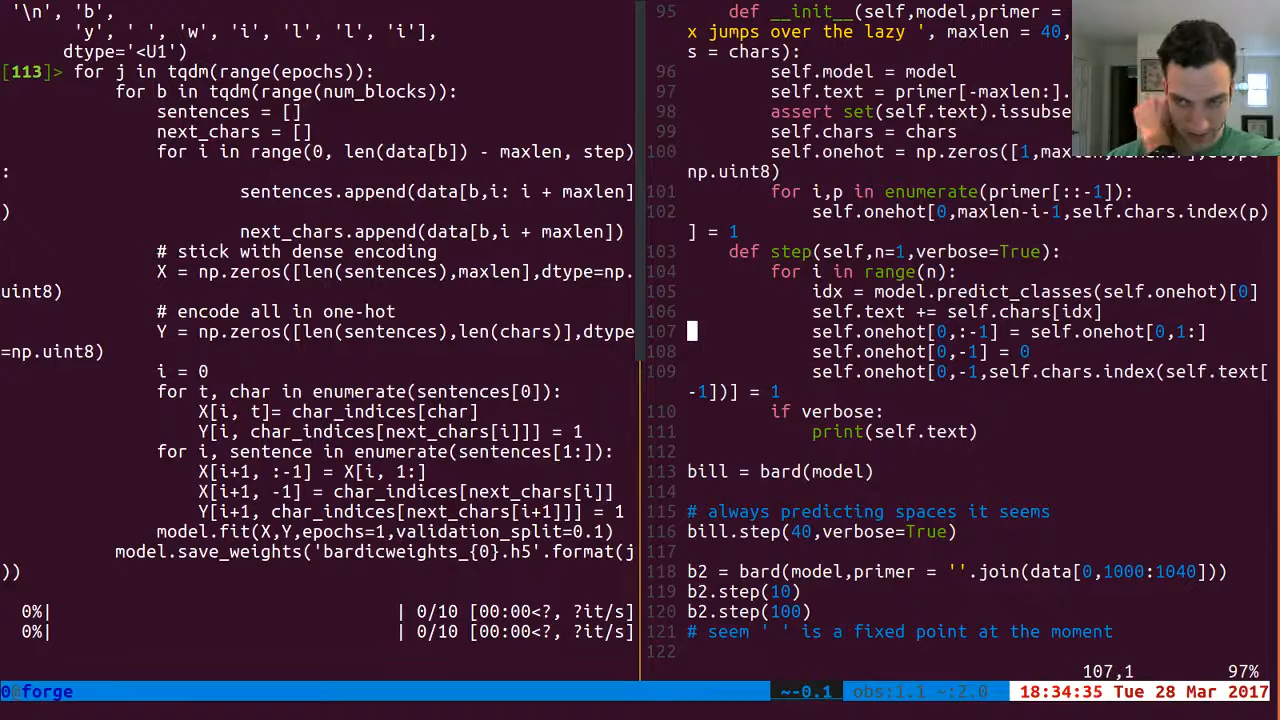 '\n', 'b',
'y', ' ', 'w', 'i', 'l', 'l', 'i'],
dtype='<U1')
[113]> for j in tqdm(range(epochs)):
for b in tqdm(range(num_blocks)):
sentences = []
next_chars = []
for i in range(0, len(data[b]) - maxlen, step)
:
sentences.append(data[b,i: i + maxlen]
)
next_chars.append(data[b,i + maxlen])
# stick with dense encoding
X = np.zeros([len(sentences),maxlen],dtype=np.
uint8)
# encode all in one-hot
Y = np.zeros([len(sentences),len(chars)],dtype
=np.uint8)
i = 0
for t, char in enumerate(sentences[0]):
X[i, t]= char_indices[char]
Y[i, char_indices[next_chars[i]]] = 1
for i, sentence in enumerate(sentences[1:]):
X[i+1, :-1] = X[i, 1:]
X[i+1, -1] = char_indices[next_chars[i]]
Y[i+1, char_indices[next_chars[i+1]]] = 1
model.fit(X,Y,epochs=1,validation_split=0.1)
model.save_weights('bardicweights_{0}.h5'.format(j
))
0%| | 0/10 [00:00<?, ?it/s]
0%| | 0/10 [00:00<?, ?it/s]
95 def __init__(self,model,primer =
x jumps over the lazy ', maxlen = 40,
s = chars):
96 self.model = model
97 self.text = primer[-maxlen:].
98 assert set(self.text).issubse
99 self.chars = chars
100 self.onehot = np.zeros([1,
np.uint8)
101 for i,p in enumerate(primer[::-1]):
102 self.onehot[0,maxlen-i-1,self.chars.index(p)
] = 1
103 def step(self,n=1,verbose=True):
104 for i in range(n):
105 idx = model.predict_classes(self.onehot)[0]
106 self.text += self.chars[idx]
107 self.onehot[0,:-1] = self.onehot[0,1:]
108 self.onehot[0,-1] = 0
109 self.onehot[0,-1,self.chars.index(self.text[
-1])] = 1
110 if verbose:
111 print(self.text)
112
113 bill = bard(model)
114
115 # always predicting spaces it seems
116 bill.step(40,verbose=True)
117
118 b2 = bard(model,primer = ''.join(data[0,1000:1040]))
119 b2.step(10)
120 b2.step(100)
121 # seem ' ' is a fixed point at the moment
122
107,1 97%
0@forge ~-0.1 obs:1.1 ~:2.0 18:34:35 Tue 28 Mar 2017